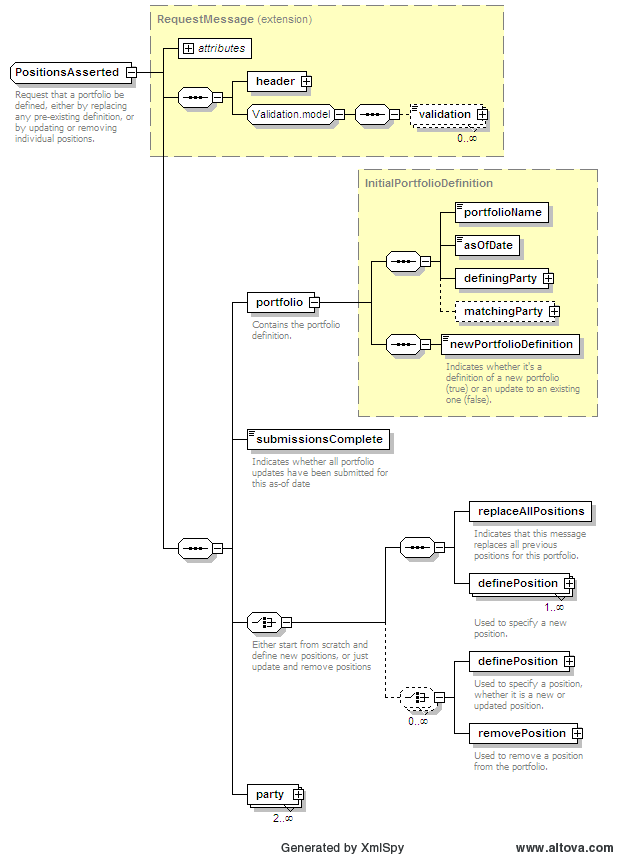 RequestMessage (extension)
attributes
PositionsAsserted
Request that a portfolio be
defined, either by replacing
any pre-existing definition, or
by updating or removing
individual positions.
header
Validation.model
validation
0..∞
InitialPortfolioDefinition
portfolioName
asOfDate
definingParty
matchingParty
portfolio
Contains the portfolio
definition.
newPortfolioDefinition
Indicates whether it's a
definition of a new portfolio
(true) or an update to an existing
one (false).
submissionsComplete
Indicates whether all portfolio
updates have been submitted for
this as-of date
replaceAllPositions
Indicates that this message
replaces all previous
positions for this portfolio.
definePosition
1..∞
Used to specify a new
position.
Either start from scratch and
define new positions, or just
update and remove positions
definePosition
Used to specify a position,
whether it is a new or
updated position.
0..∞
removePosition
Used to remove a position
from the portfolio.
party
2..∞
Generated by XmlSpy
www.altova.com